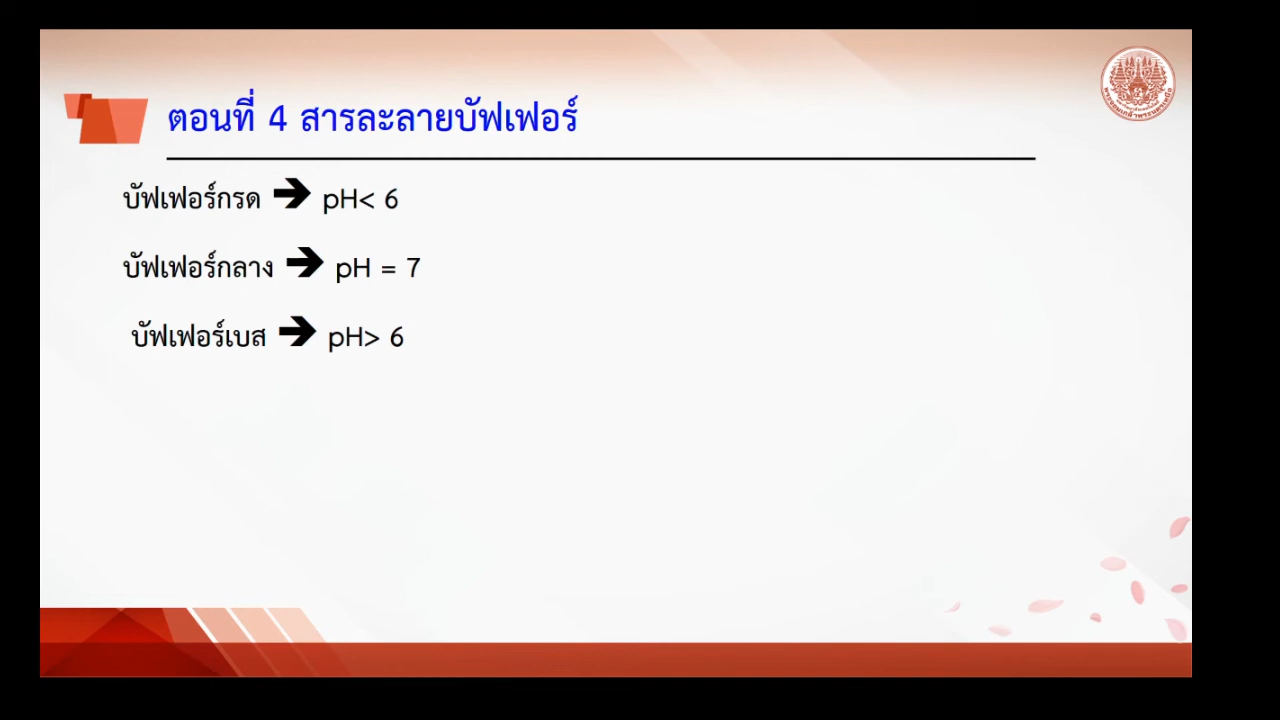 ตอนที่ 4 สารละลายบัฟเฟอร์
บัฟเฟอร์กรด ➔ pH< 6
บัฟเฟอร์กลาง ➔ pH = 7
บัฟเฟอร์เบส ➔ pH> 6